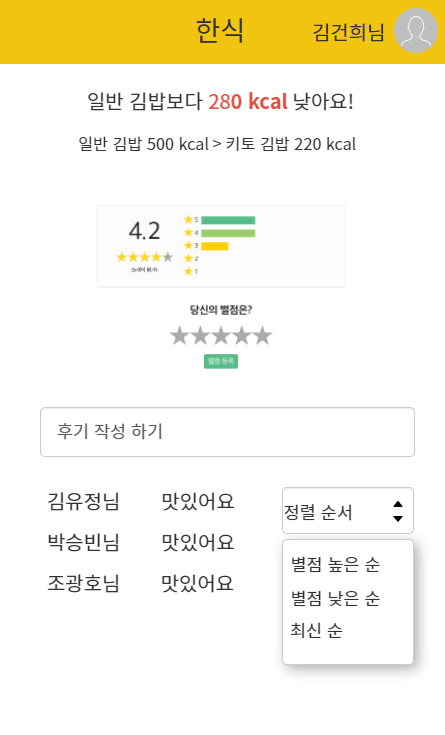 한식
김건희님
일반 김밥보다 280 kcal 낮아요!
일반 김밥 500 kcal > 키토 김밥 220 kcal
4.2
5
4
3
2
1
당신의 별점은?
별점 등록
후기 작성 하기
김유정님 맛있어요
박승빈님 맛있어요
조광호님 맛있어요
정렬 순서
별점 높은 순
별점 낮은 순
최신 순